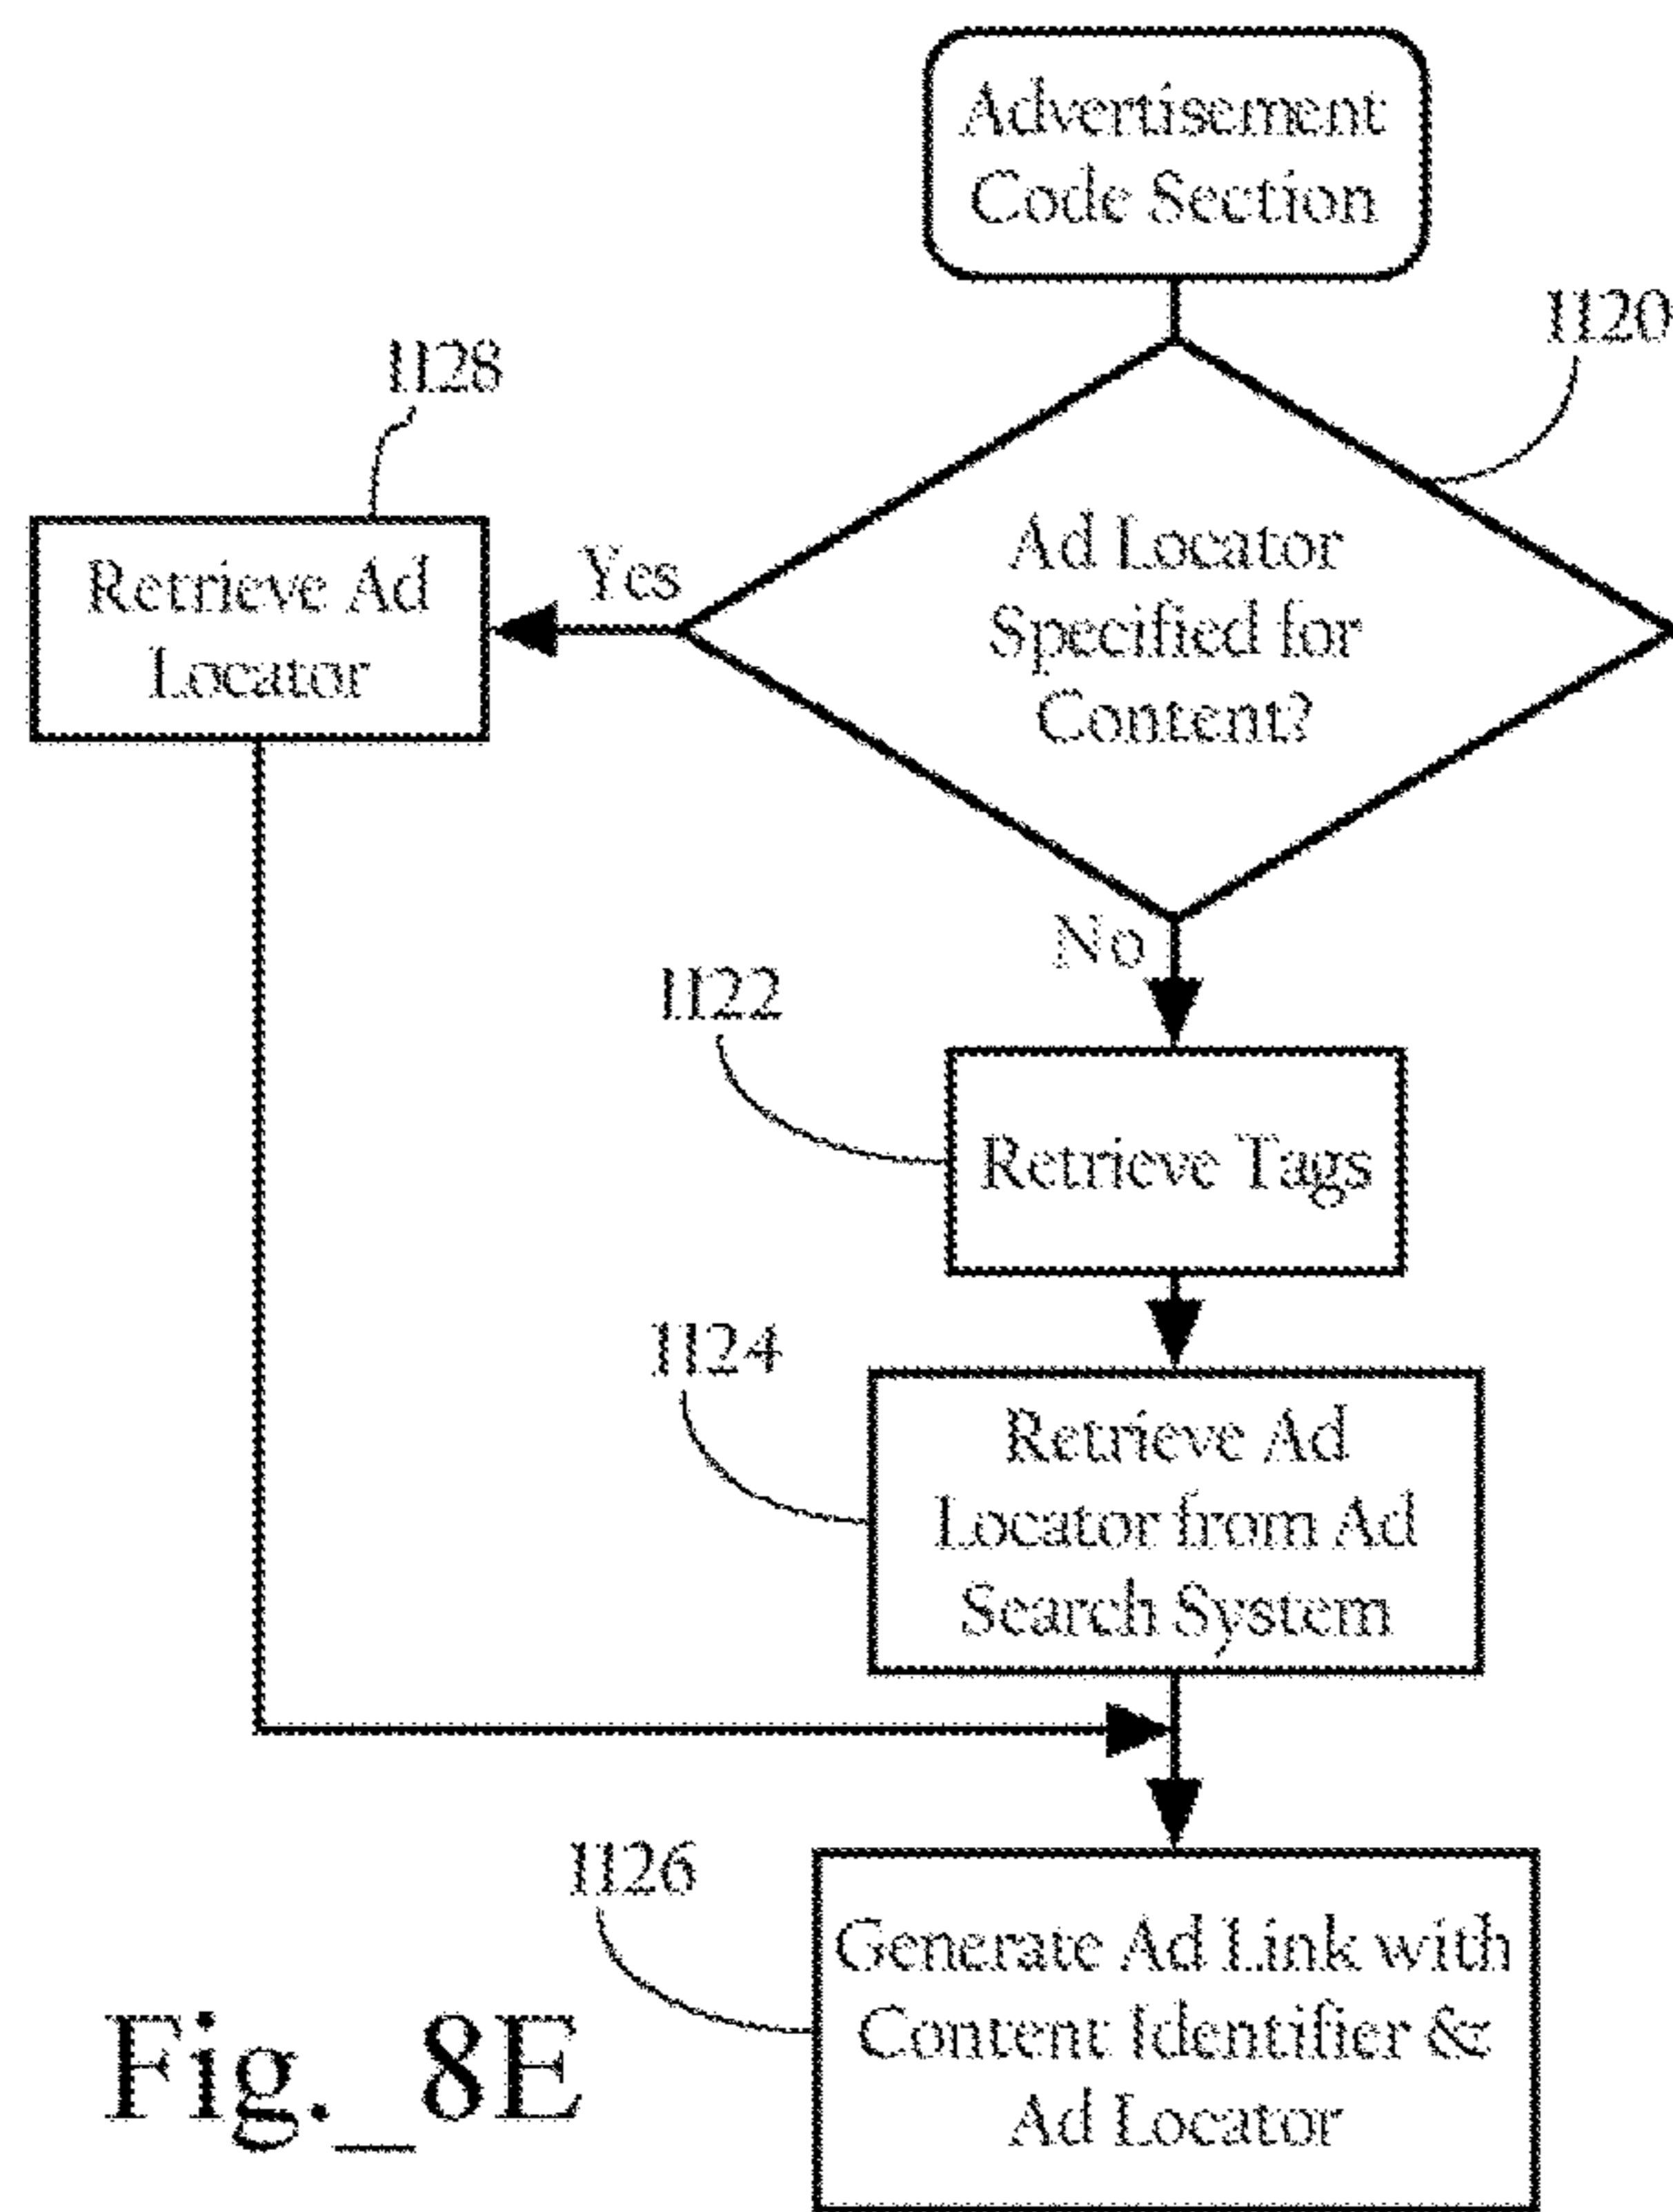 Advertisement
Code Section
1120
1128
Ad Locator
Specified for
Content?
Yes
Retrieve Ad
Locator
No
1122
Retrieve Tags
1124
Retrieve Ad
Locator from Ad
Search System
1126
Generate Ad Link with
Content Identifier &
Ad Locator
Fig._8E